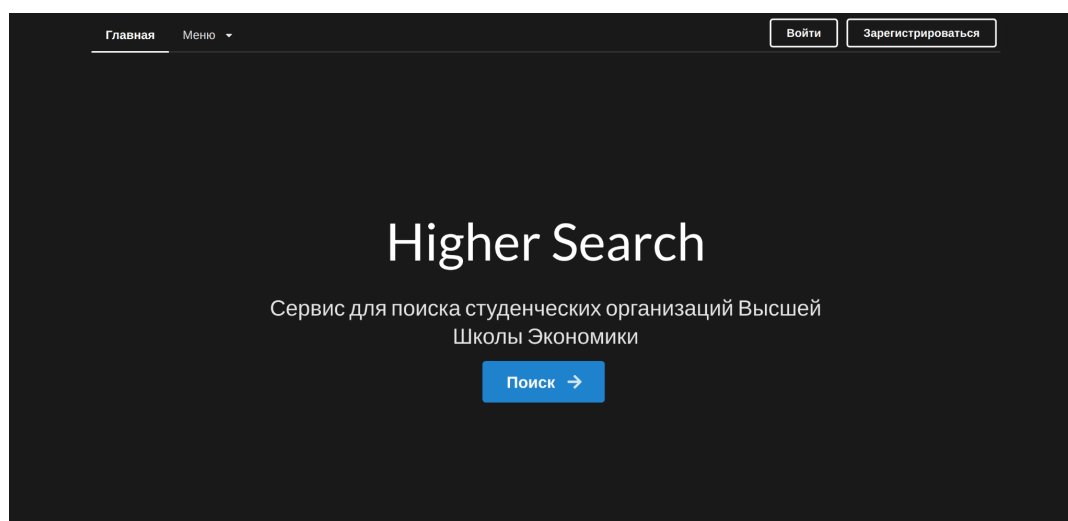 Главная Меню Войти Зарегистрироваться
Higher Search
Сервис для поиска студенческих организаций Высшей
Школы Экономики
Поиск